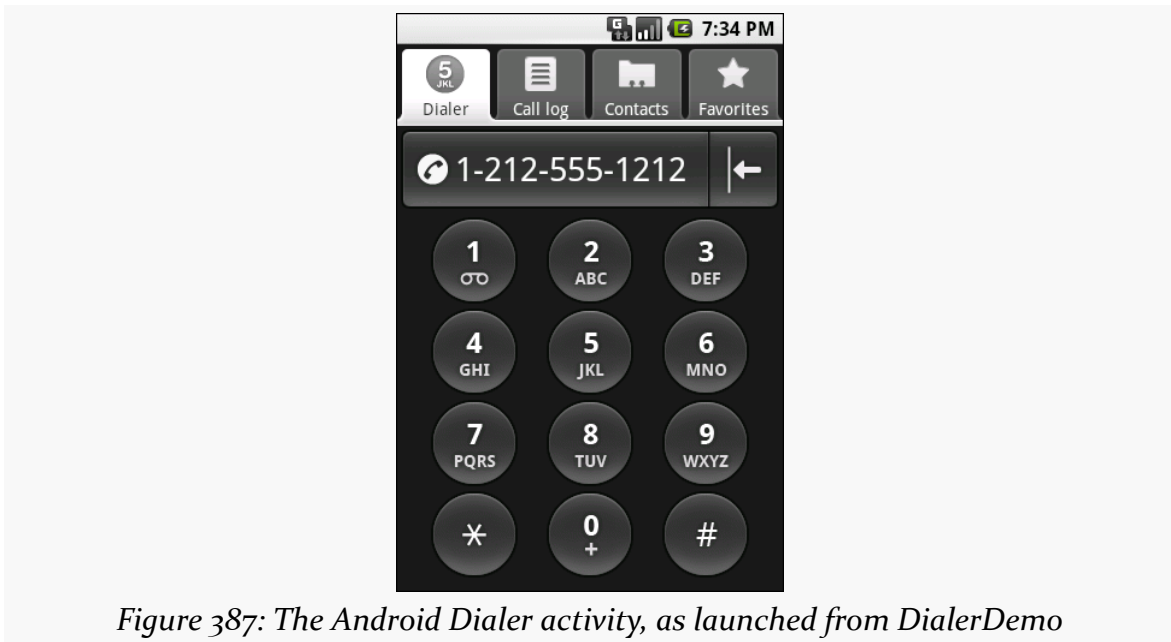 G 7:34 PM
5
JKL
Dialer Call log Contacts Favorites
1-212-555-1212
1 2 3
ABC DEF
4 5 6
GHI JKL MNO
7 8 9
PQRS TUV WXYZ
* 0 #
+
Figure 387: The Android Dialer activity, as launched from DialerDemo